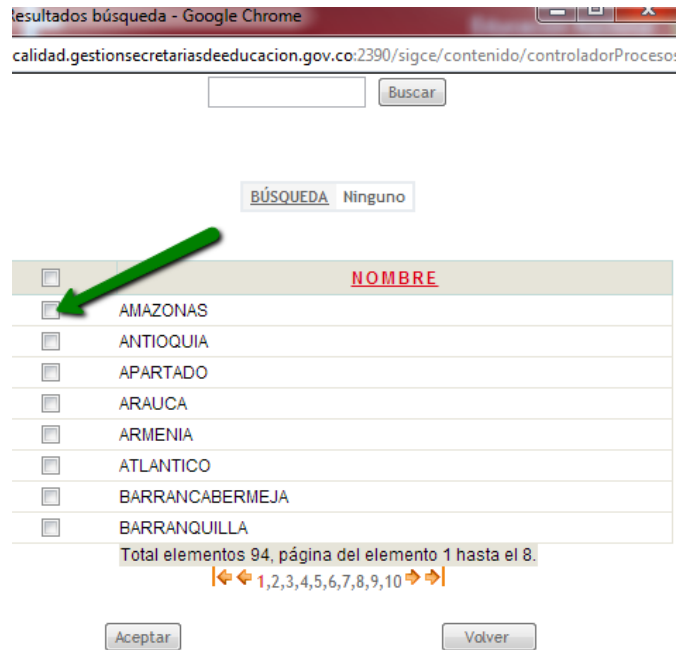 Resultados búsqueda - Google Chrome
calidad.gestionsecretariasdeeducacion.gov.co:2390/sigce/contenido/controladorProcesos
Buscar
BÚSQUEDA Ninguno
NOMBRE
AMAZONAS
ANTIOQUIA
APARTADO
ARAUCA
ARMENIA
ATLANTICO
BARRANCABERMEJA
BARRANQUILLA
Total elementos 94, página del elemento 1 hasta el 8.
1,2,3,4,5,6,7,8,9,10
Aceptar Volver